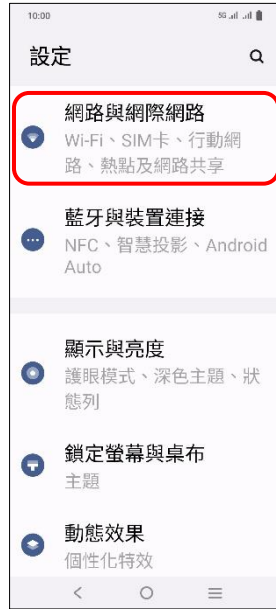 10:00
5G
設定
網路與網際網路
Wi-Fi、SIM卡、行動網
路、熱點及網路共享
藍牙與裝置連接
NFC、智慧投影、Android
Auto
顯示與亮度
護眼模式、深色主題、狀
態列
鎖定螢幕與桌布
主題
動態效果
個性化特效